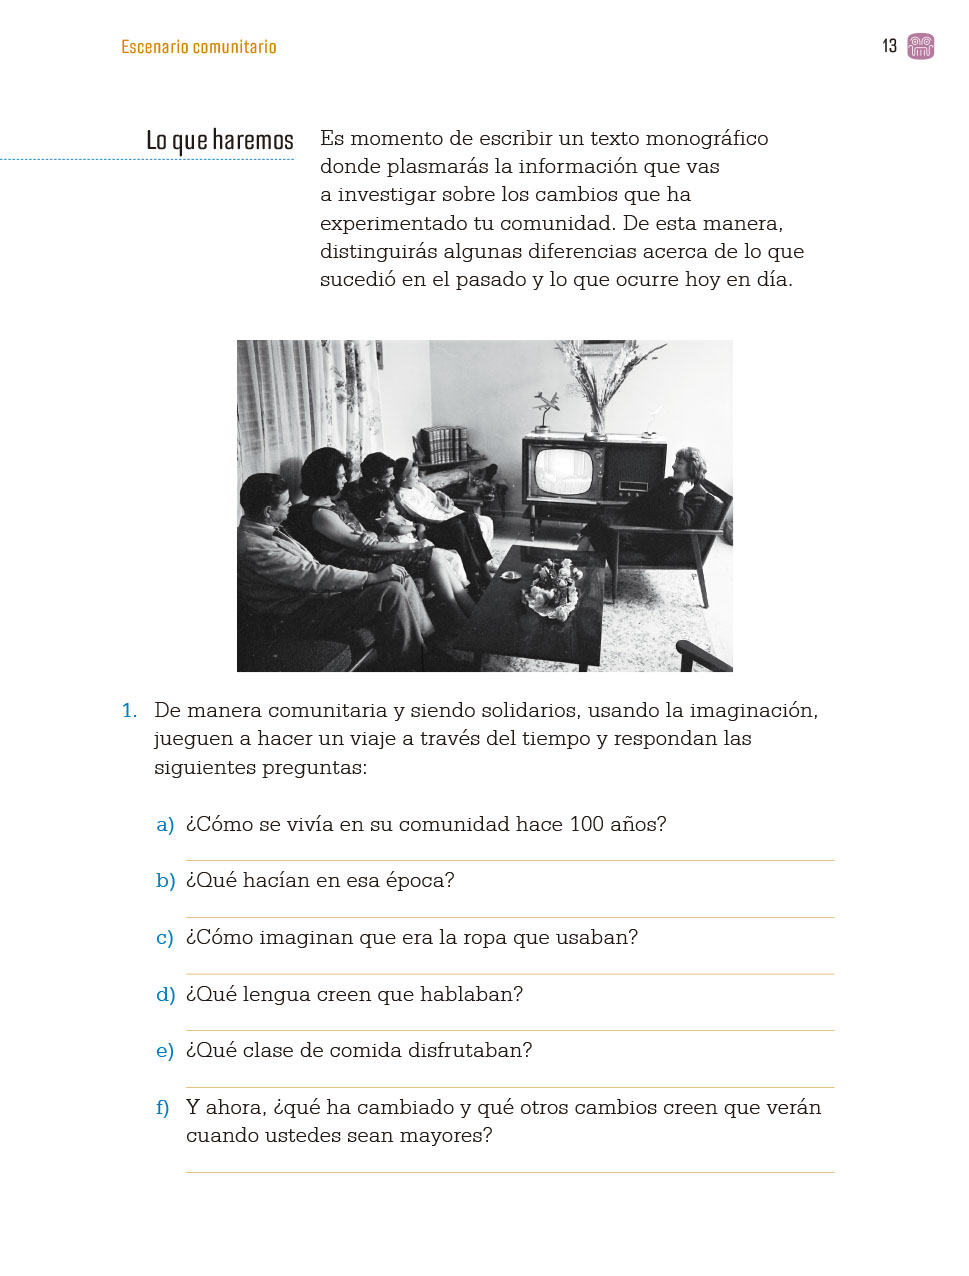 Escenario comunitario
13
Lo que haremos
Es momento de escribir un texto monográfico
donde plasmarás la información que vas
a investigar sobre los cambios que ha
experimentado tu comunidad. De esta manera,
distinguirás algunas diferencias acerca de lo que
sucedió en el pasado y lo que ocurre hoy en día.
1. De manera comunitaria y siendo solidarios, usando la imaginación,
jueguen a hacer un viaje a través del tiempo y respondan las
siguientes preguntas:
a) ¿Cómo se vivía en su comunidad hace 100 años?
b) ¿Qué hacían en esa época?
c) ¿Cómo imaginan que era la ropa que usaban?
d) ¿Qué lengua creen que hablaban?
e) ¿Qué clase de comida disfrutaban?
f) Y ahora, ¿qué ha cambiado y qué otros cambios creen que verán
cuando ustedes sean mayores?